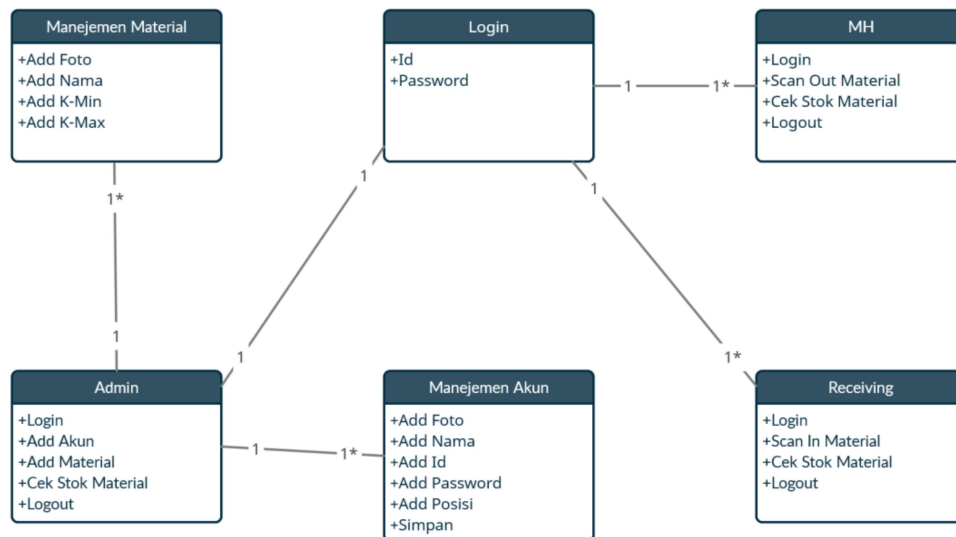 Manejemen Material
+Add Foto
+Add Nama
+Add K-Min
+Add K-Max
Login
+Id
+Password
MH
+Login
+Scan Out Material
+Cek Stok Material
+Logout
1
1*
1*
1
1
1
1
1*
Admin
+Login
+Add Akun
+Add Material
+Cek Stok Material
+Logout
1
1*
Manejemen Akun
+Add Foto
+Add Nama
+Add Id
+Add Password
+Add Posisi
+Simpan
Receiving
+Login
+Scan In Material
+Cek Stok Material
+Logout